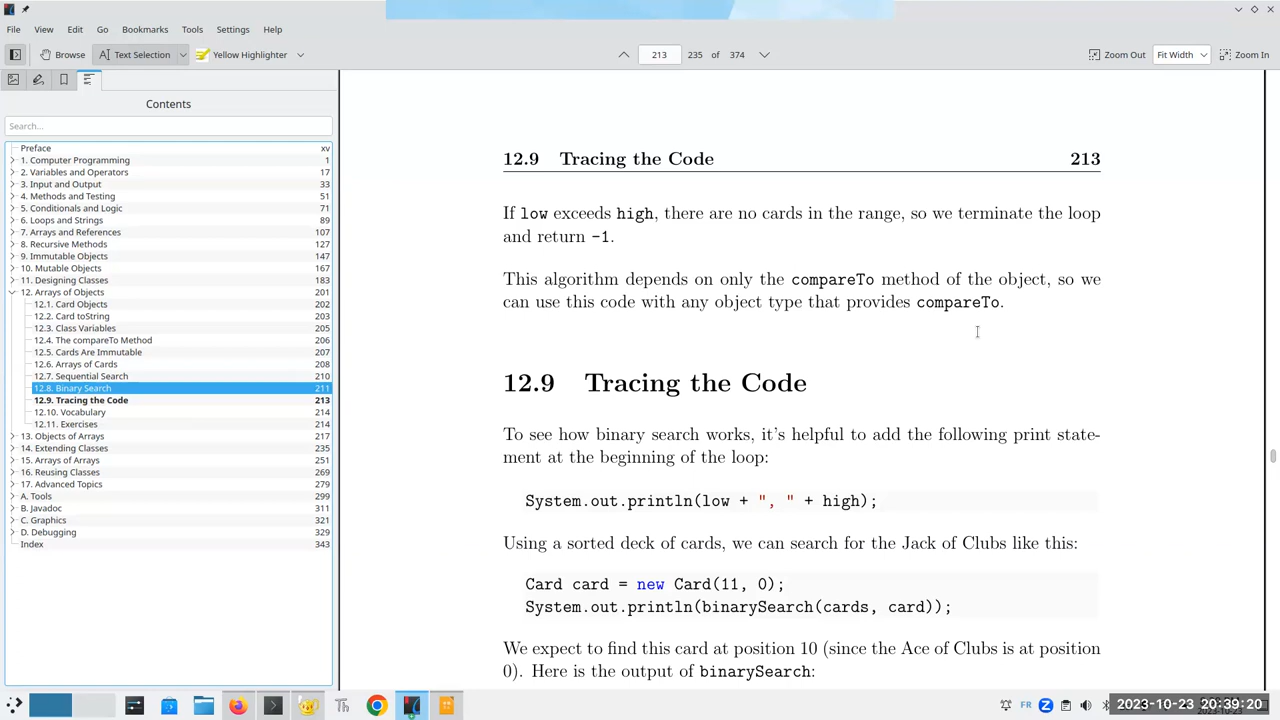 File View Edit Go Bookmarks Tools Settings Help
Browse Text Selection Yellow Highlighter 213 235 of 374 Zoom Out Fit Width Zoom In
Contents
Search...
Preface xv
1. Computer Programming 1
2. Variables and Operators 17
3. Input and Output 33
4. Methods and Testing 51
5. Conditionals and Logic 71
6. Loops and Strings 89
7. Arrays and References 107
8. Recursive Methods 127
9. Immutable Objects 147
10. Mutable Objects 167
11. Designing Classes 183
12. Arrays of Objects 201
12.1. Card Objects 202
12.2. Card toString 203
12.3. Class Variables 205
12.4. The compareTo Method 206
12.5. Cards Are Immutable 207
12.6. Arrays of Cards 208
12.7. Sequential Search 210
12.8. Binary Search 211
12.9. Tracing the Code 213
12.10. Vocabulary 214
12.11. Exercises 214
13. Objects of Arrays 217
14. Extending Classes 235
15. Arrays of Arrays 251
16. Reusing Classes 269
17. Advanced Topics 279
A. Tools 299
B. Javadoc 311
C. Graphics 321
D. Debugging 329
Index 343
12.9 Tracing the Code 213
If low exceeds high, there are no cards in the range, so we terminate the loop
and return -1.
This algorithm depends on only the compareTo method of the object, so we
can use this code with any object type that provides compareTo.
12.9 Tracing the Code
To see how binary search works, it's helpful to add the following print state-
ment at the beginning of the loop:
System.out.println(low + ", " + high);
Using a sorted deck of cards, we can search for the Jack of Clubs like this:
Card card = new Card(11, 0);
System.out.println(binarySearch(cards, card));
We expect to find this card at position 10 (since the Ace of Clubs is at position
0). Here is the output of binarySearch:
FR
2023-10-23 20:39:20